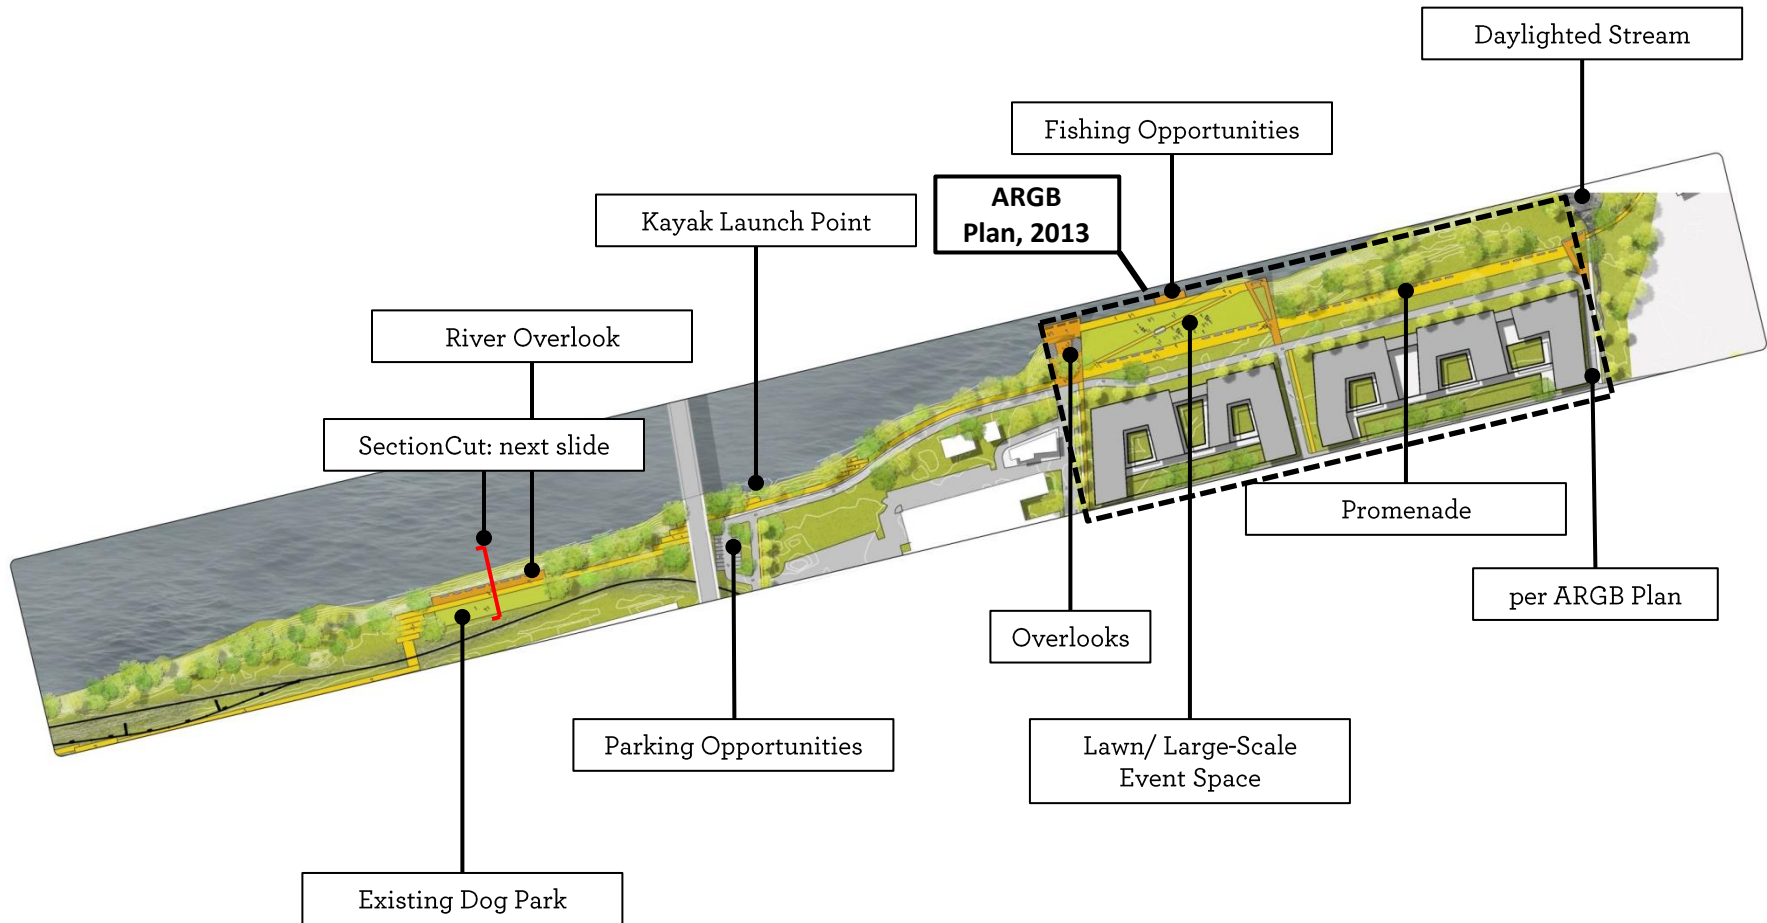 Daylighted Stream
Fishing Opportunities
ARGB
Plan, 2013
Kayak Launch Point
River Overlook
SectionCut: next slide
Promenade
per ARGB Plan
Overlooks
Parking Opportunities
Lawn/ Large-Scale
Event Space
Existing Dog Park